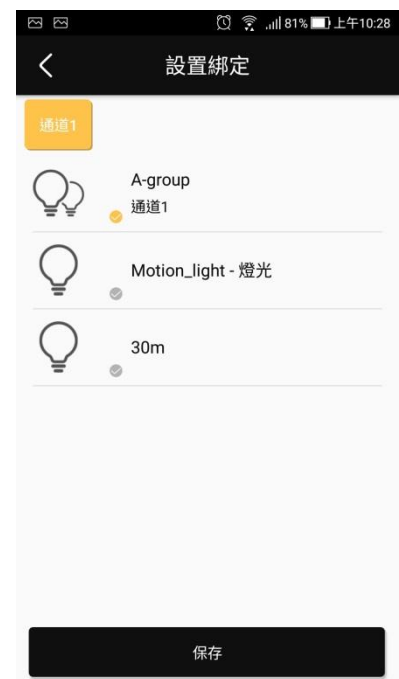 81% 上午10:28
設置綁定
通道1
A-group
通道1
Motion_light - 燈光
30m
保存